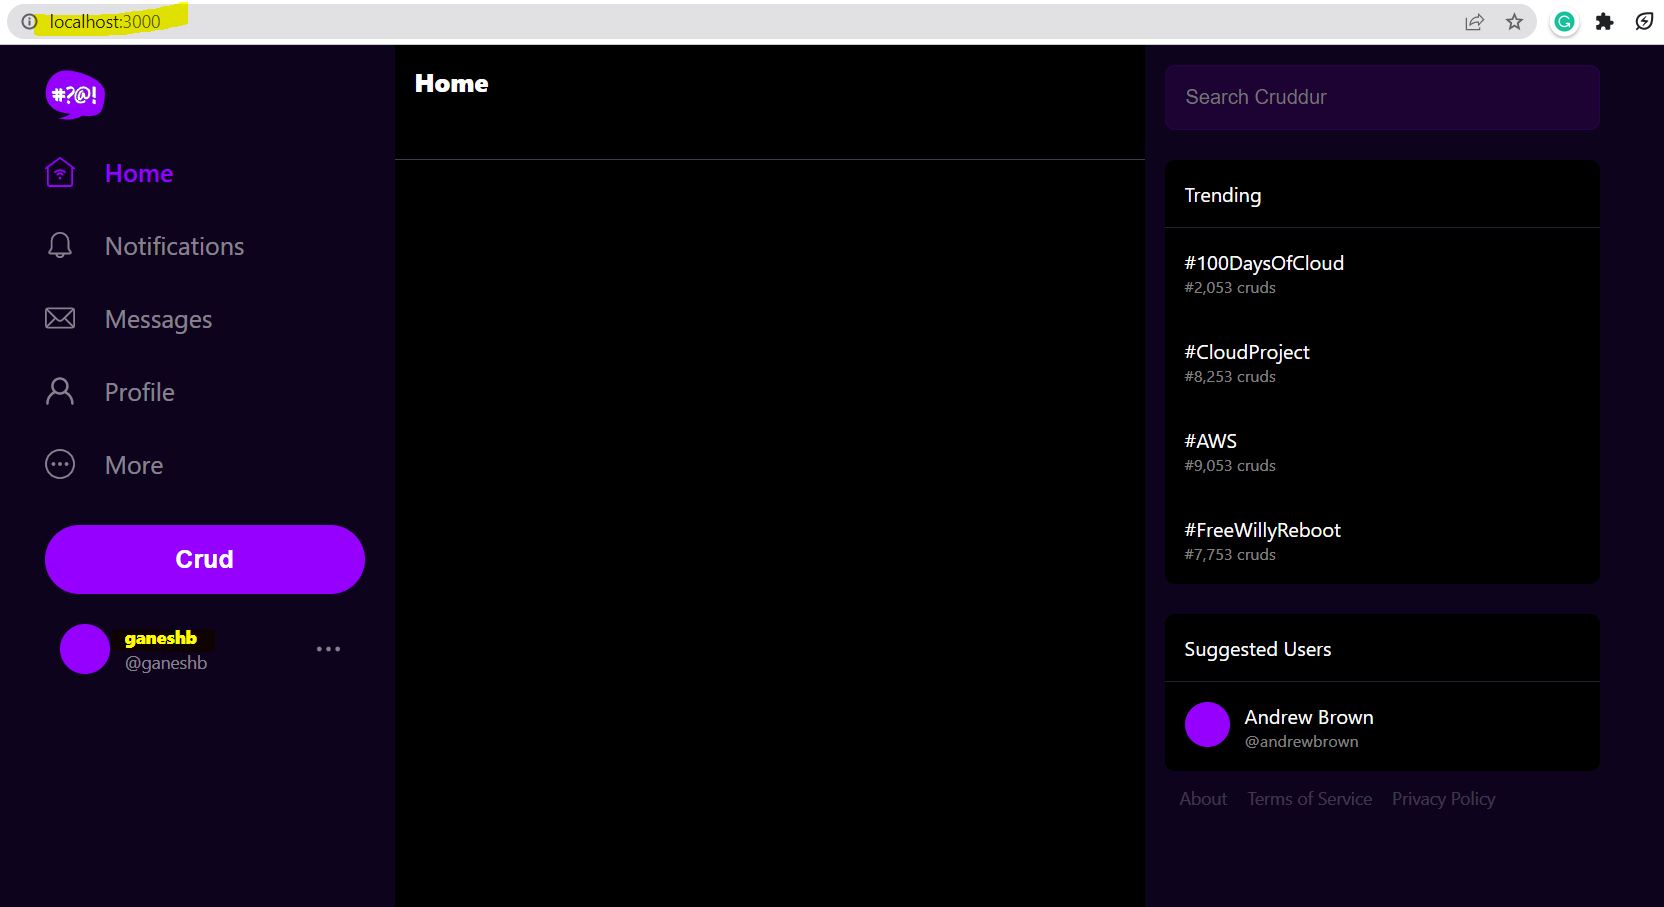 localhost:3000
#?@!
Home
Notifications
Messages
Profile
More
Crud
ganeshb
@ganeshb
Home
Search Cruddur
Trending
#100DaysOfCloud
#2,053 cruds
#CloudProject
#8,253 cruds
#AWS
#9,053 cruds
#FreeWillyReboot
#7,753 cruds
Suggested Users
Andrew Brown
@andrewbrown
About Terms of Service Privacy Policy